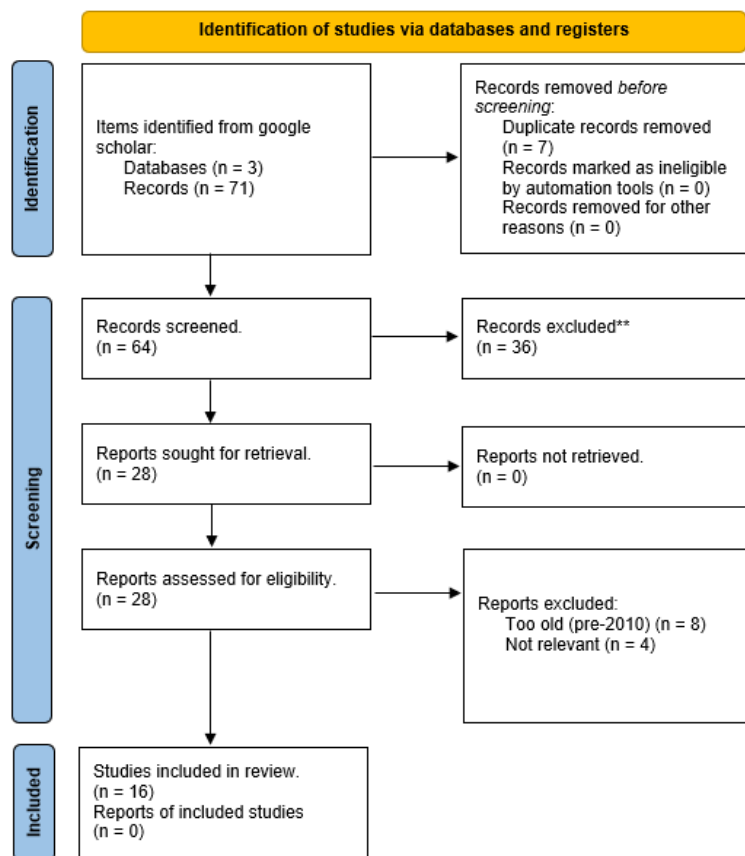 Identification of studies via databases and registers
Identification
Items identified from google
scholar:
Databases (n = 3)
Records (n = 71)
Records removed before
screening:
Duplicate records removed
(n = 7)
Records marked as ineligible
by automation tools (n = 0)
Records removed for other
reasons (n = 0)
Screening
Records screened.
(n = 64)
Records excluded**
(n = 36)
Reports sought for retrieval.
(n = 28)
Reports not retrieved.
(n = 0)
Reports assessed for eligibility.
(n = 28)
Reports excluded:
Too old (pre-2010) (n = 8)
Not relevant (n = 4)
Included
Studies included in review.
(n = 16)
Reports of included studies
(n = 0)